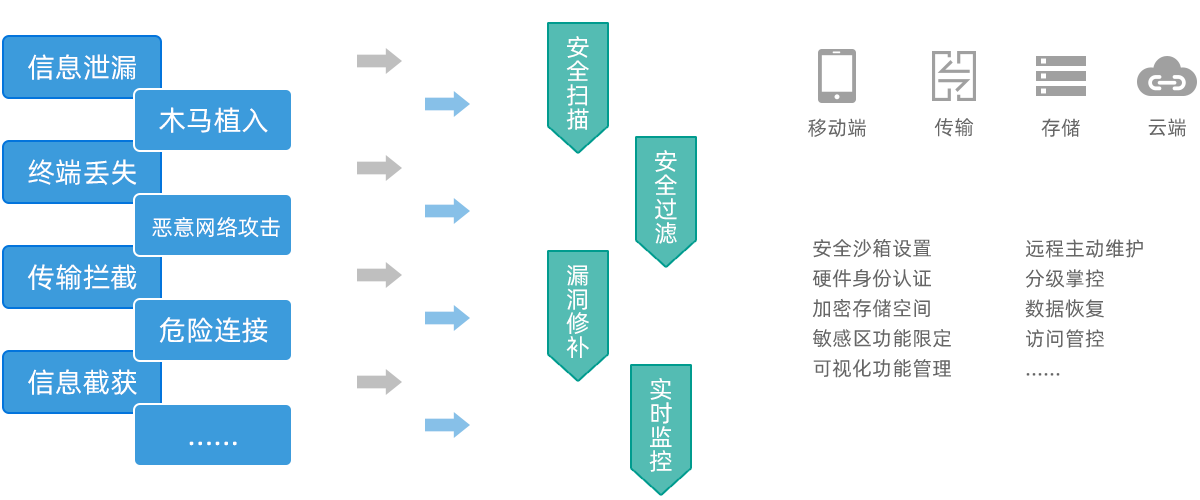 信息泄漏
木马植入
终端丢失
恶意网络攻击
传输拦截
危险连接
信息截获
......
安全扫描
安全过滤
漏洞修补
实时监控
移动端
传输
存储
云端
安全沙箱设置
硬件身份认证
加密存储空间
敏感区功能限定
可视化功能管理
远程主动维护
分级掌控
数据恢复
访问管控
......